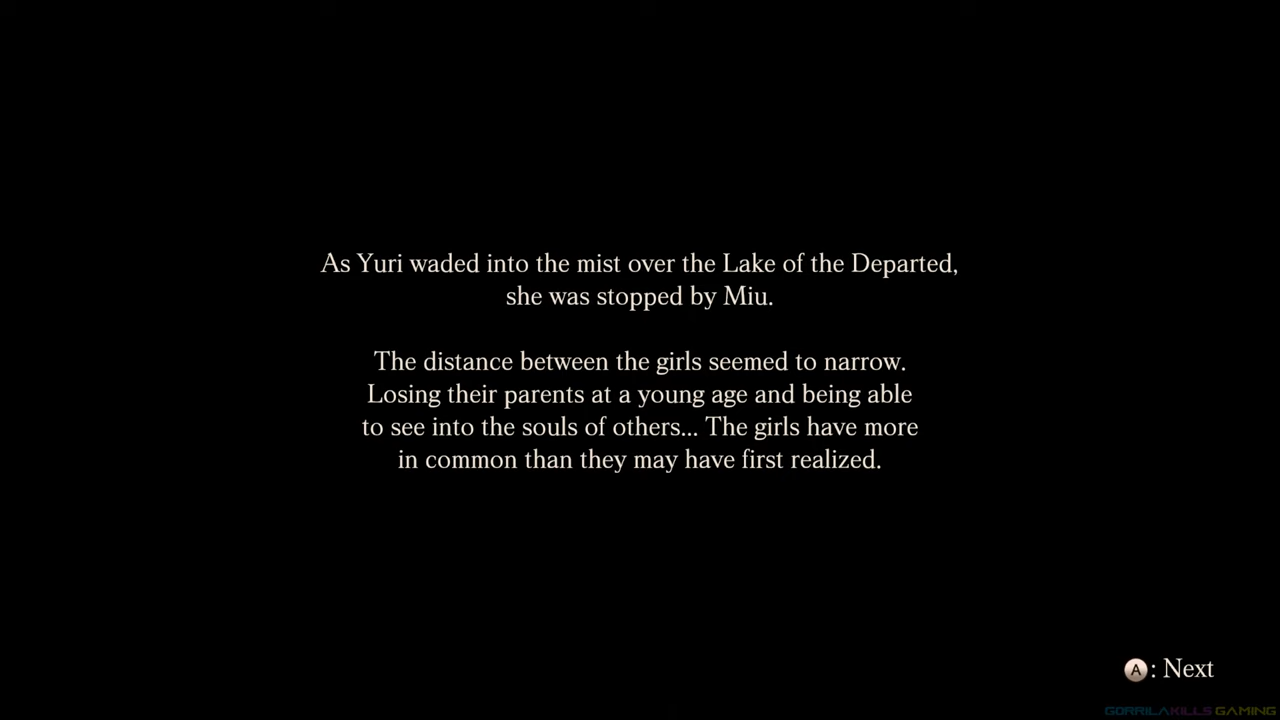 As Yuri waded into the mist over the Lake of the Departed,
she was stopped by Miu.
The distance between the girls seemed to narrow.
Losing their parents at a young age and being able
to see into the souls of others... The girls have more
in common than they may have first realized.
A: Next
GORRILAKILLS GAMING